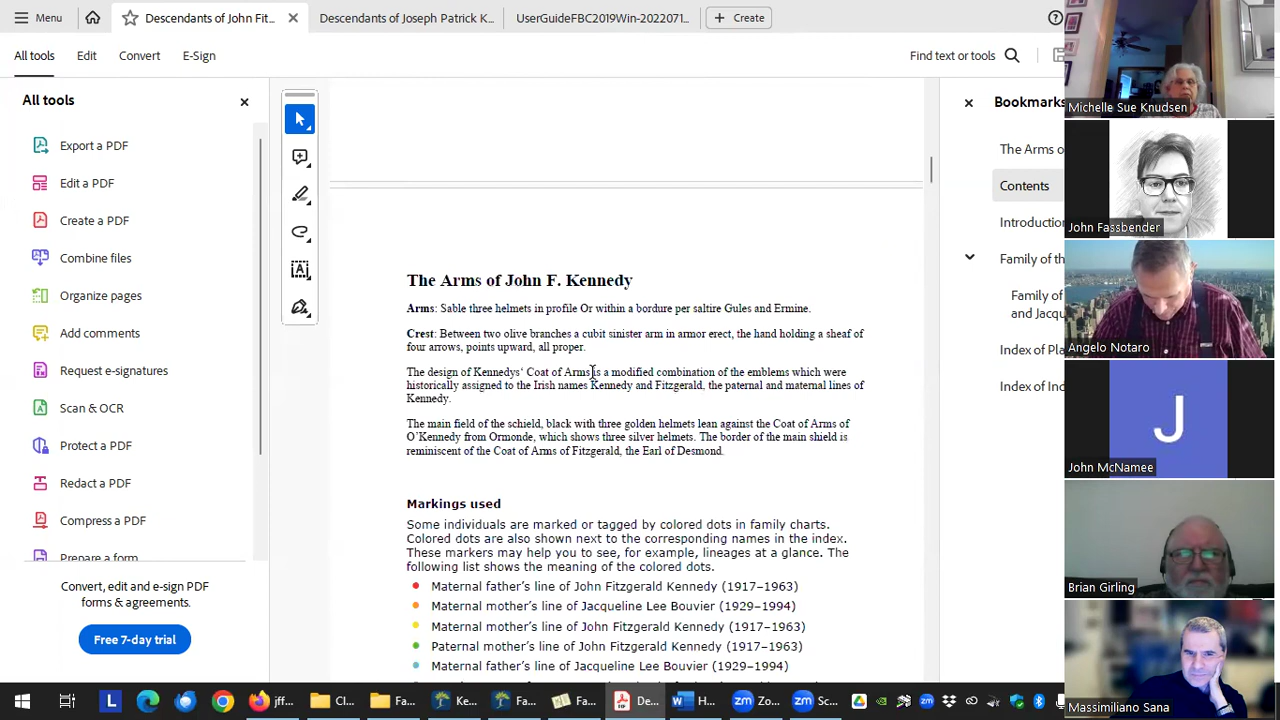 Menu
Descendants of John Fit...
Descendants of Joseph Patrick K...
UserGuideFBC2019Win-2022071...
Create
All tools
Edit
Convert
E-Sign
Find text or tools
All tools
Export a PDF
Edit a PDF
Create a PDF
Combine files
Organize pages
Add comments
Request e-signatures
Scan & OCR
Protect a PDF
Redact a PDF
Compress a PDF
Prepare a form
Convert, edit and e-sign PDF
forms & agreements.
Free 7-day trial
The Arms of John F. Kennedy
Arms: Sable three helmets in profile Or within a bordure per saltire Gules and Ermine.
Crest: Between two olive branches a cubit sinister arm in armor erect, the hand holding a sheaf of
four arrows, points upward, all proper.
The design of Kennedys‘ Coat of Arms is a modified combination of the emblems which were
historically assigned to the Irish names Kennedy and Fitzgerald, the paternal and maternal lines of
Kennedy.
The main field of the schield, black with three golden helmets lean against the Coat of Arms of
O’Kennedy from Ormonde, which shows three silver helmets. The border of the main shield is
reminiscent of the Coat of Arms of Fitzgerald, the Earl of Desmond.
Markings used
Some individuals are marked or tagged by colored dots in family charts.
Colored dots are also shown next to the corresponding names in the index.
These markers may help you to see, for example, lineages at a glance. The
following list shows the meaning of the colored dots.
Maternal father’s line of John Fitzgerald Kennedy (1917–1963)
Maternal mother’s line of Jacqueline Lee Bouvier (1929–1994)
Maternal mother’s line of John Fitzgerald Kennedy (1917–1963)
Paternal mother’s line of John Fitzgerald Kennedy (1917–1963)
Maternal father’s line of Jacqueline Lee Bouvier (1929–1994)
Bookmarks
The Arms o
Contents
Introduction
Family of th
Family of
and Jacqu
Index of Pla
Index of Ind
Michelle Sue Knudsen
John Fassbender
Angelo Notaro
J
John McNamee
Brian Girling
Massimiliano Sana
L
jff...
Cl...
Fa...
Ke...
Fa...
Fa...
De...
H...
Zo...
Sc...